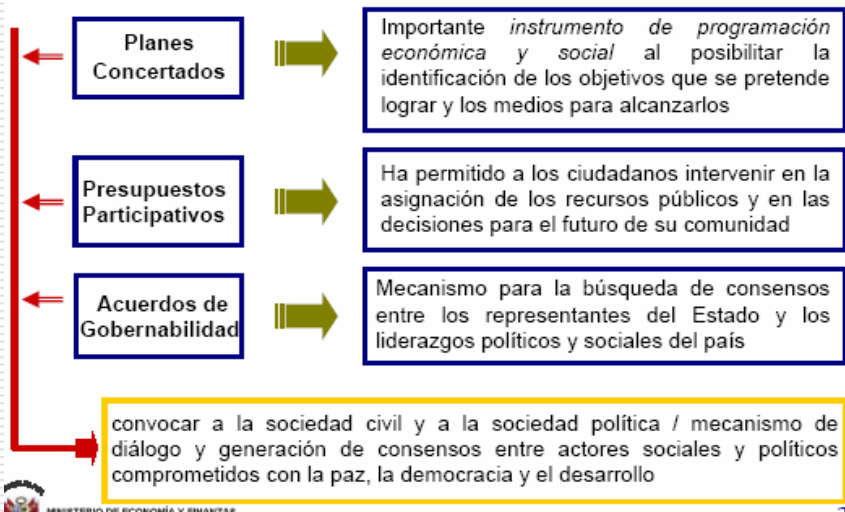 Planes
Concertados
Importante instrumento de programación
económica y social al posibilitar la
identificación de los objetivos que se pretende
lograr y los medios para alcanzarlos
Presupuestos
Participativos
Ha permitido a los ciudadanos intervenir en la
asignación de los recursos públicos y en las
decisiones para el futuro de su comunidad
Acuerdos de
Gobernabilidad
Mecanismo para la búsqueda de consensos
entre los representantes del Estado y los
liderazgos políticos y sociales del país
convocar a la sociedad civil y a la sociedad política / mecanismo de
diálogo y generación de consensos entre actores sociales y políticos
comprometidos con la paz, la democracia y el desarrollo
MINISTERIO DE ECONOMÍA Y FINANZAS